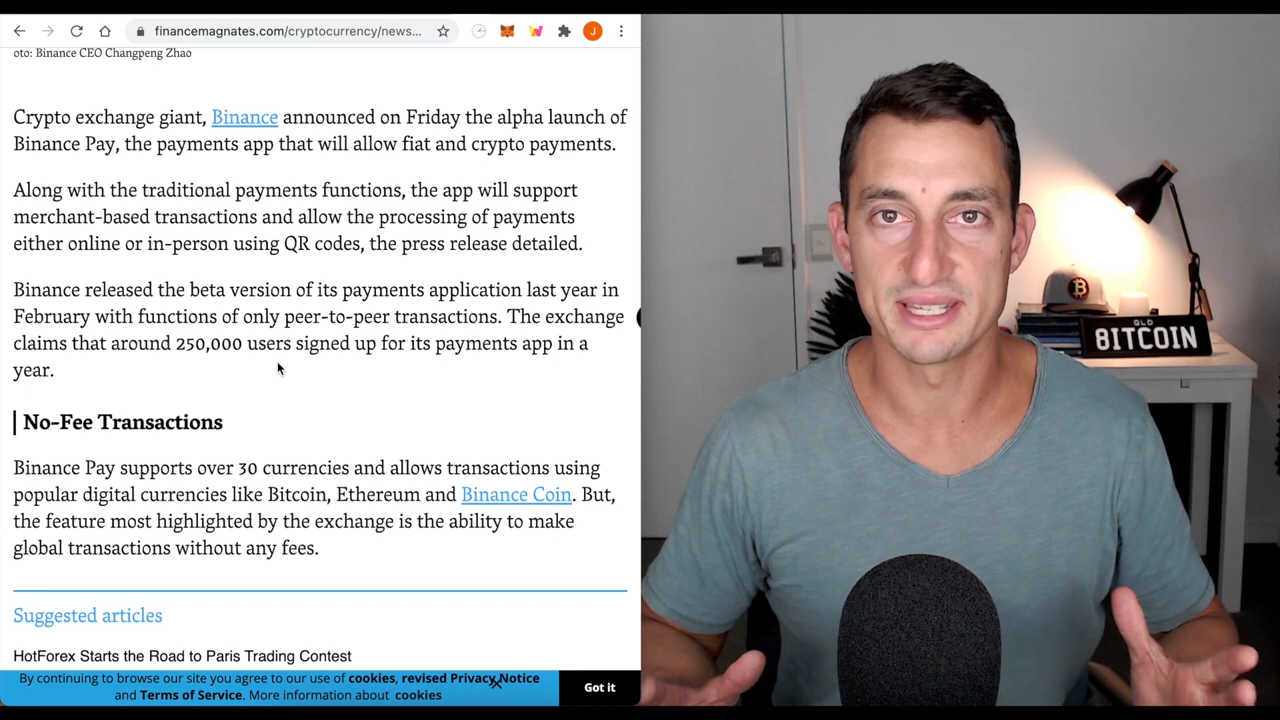 financemagnates.com/cryptocurrency/news...
J
oto: Binance CEO Changpeng Zhao
Crypto exchange giant, Binance announced on Friday the alpha launch of
Binance Pay, the payments app that will allow fiat and crypto payments.
Along with the traditional payments functions, the app will support
merchant-based transactions and allow the processing of payments
either online or in-person using QR codes, the press release detailed.
Binance released the beta version of its payments application last year in
February with functions of only peer-to-peer transactions. The exchange
claims that around 250,000 users signed up for its payments app in a
year.
No-Fee Transactions
Binance Pay supports over 30 currencies and allows transactions using
popular digital currencies like Bitcoin, Ethereum and Binance Coin. But,
the feature most highlighted by the exchange is the ability to make
global transactions without any fees.
Suggested articles
HotForex Starts the Road to Paris Trading Contest
By continuing to browse our site you agree to our use of cookies, revised Privacy Notice
and Terms of Service. More information about cookies
Got it
QLD
8ITCOIN